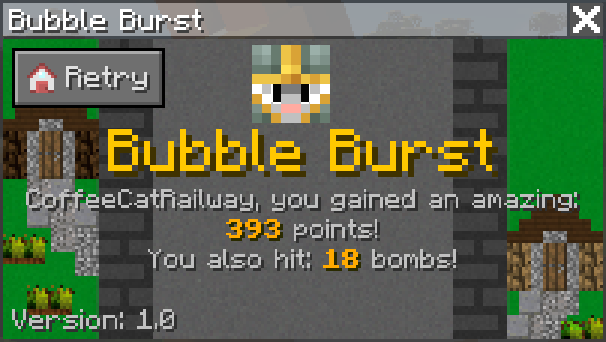 Bubble Burst
Retry
Bubble Burst
CoffeeCatRailway, you gained an amazing:
393 points!
You also hit: 18 bombs!
Version: 1.0